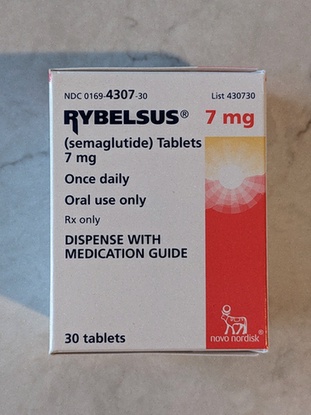 NDC 0169-4307-30 List 430730
RYBELSUS® 7 mg
(semaglutide) Tablets
7 mg
Once daily
Oral use only
Rx only
DISPENSE WITH
MEDICATION GUIDE
30 tablets
novo nordisk®